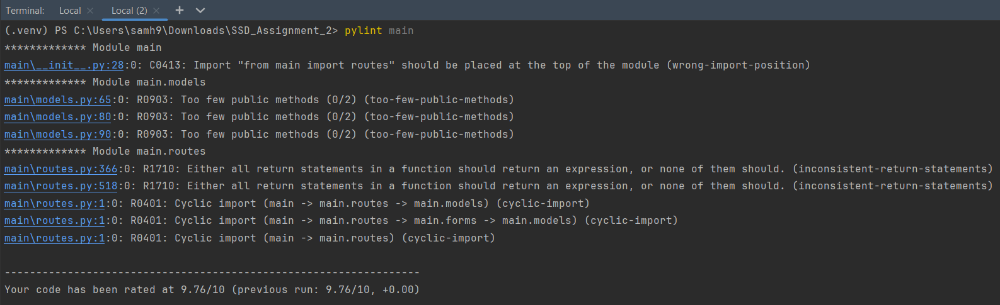 Terminal: Local × Local (2) × +
(.venv) PS C:\Users\samh9\Downloads\SSD_Assignment_2> pylint main
************* Module main
main\__init__.py:28:0: C0413: Import "from main import routes" should be placed at the top of the module (wrong-import-position)
************* Module main.models
main\models.py:65:0: R0903: Too few public methods (0/2) (too-few-public-methods)
main\models.py:80:0: R0903: Too few public methods (0/2) (too-few-public-methods)
main\models.py:90:0: R0903: Too few public methods (0/2) (too-few-public-methods)
************* Module main.routes
main\routes.py:366:0: R1710: Either all return statements in a function should return an expression, or none of them should. (inconsistent-return-statements)
main\routes.py:518:0: R1710: Either all return statements in a function should return an expression, or none of them should. (inconsistent-return-statements)
main\routes.py:1:0: R0401: Cyclic import (main -> main.routes -> main.models) (cyclic-import)
main\routes.py:1:0: R0401: Cyclic import (main -> main.routes -> main.forms -> main.models) (cyclic-import)
main\routes.py:1:0: R0401: Cyclic import (main -> main.routes) (cyclic-import)
------------------------------------------------------------------
Your code has been rated at 9.76/10 (previous run: 9.76/10, +0.00)